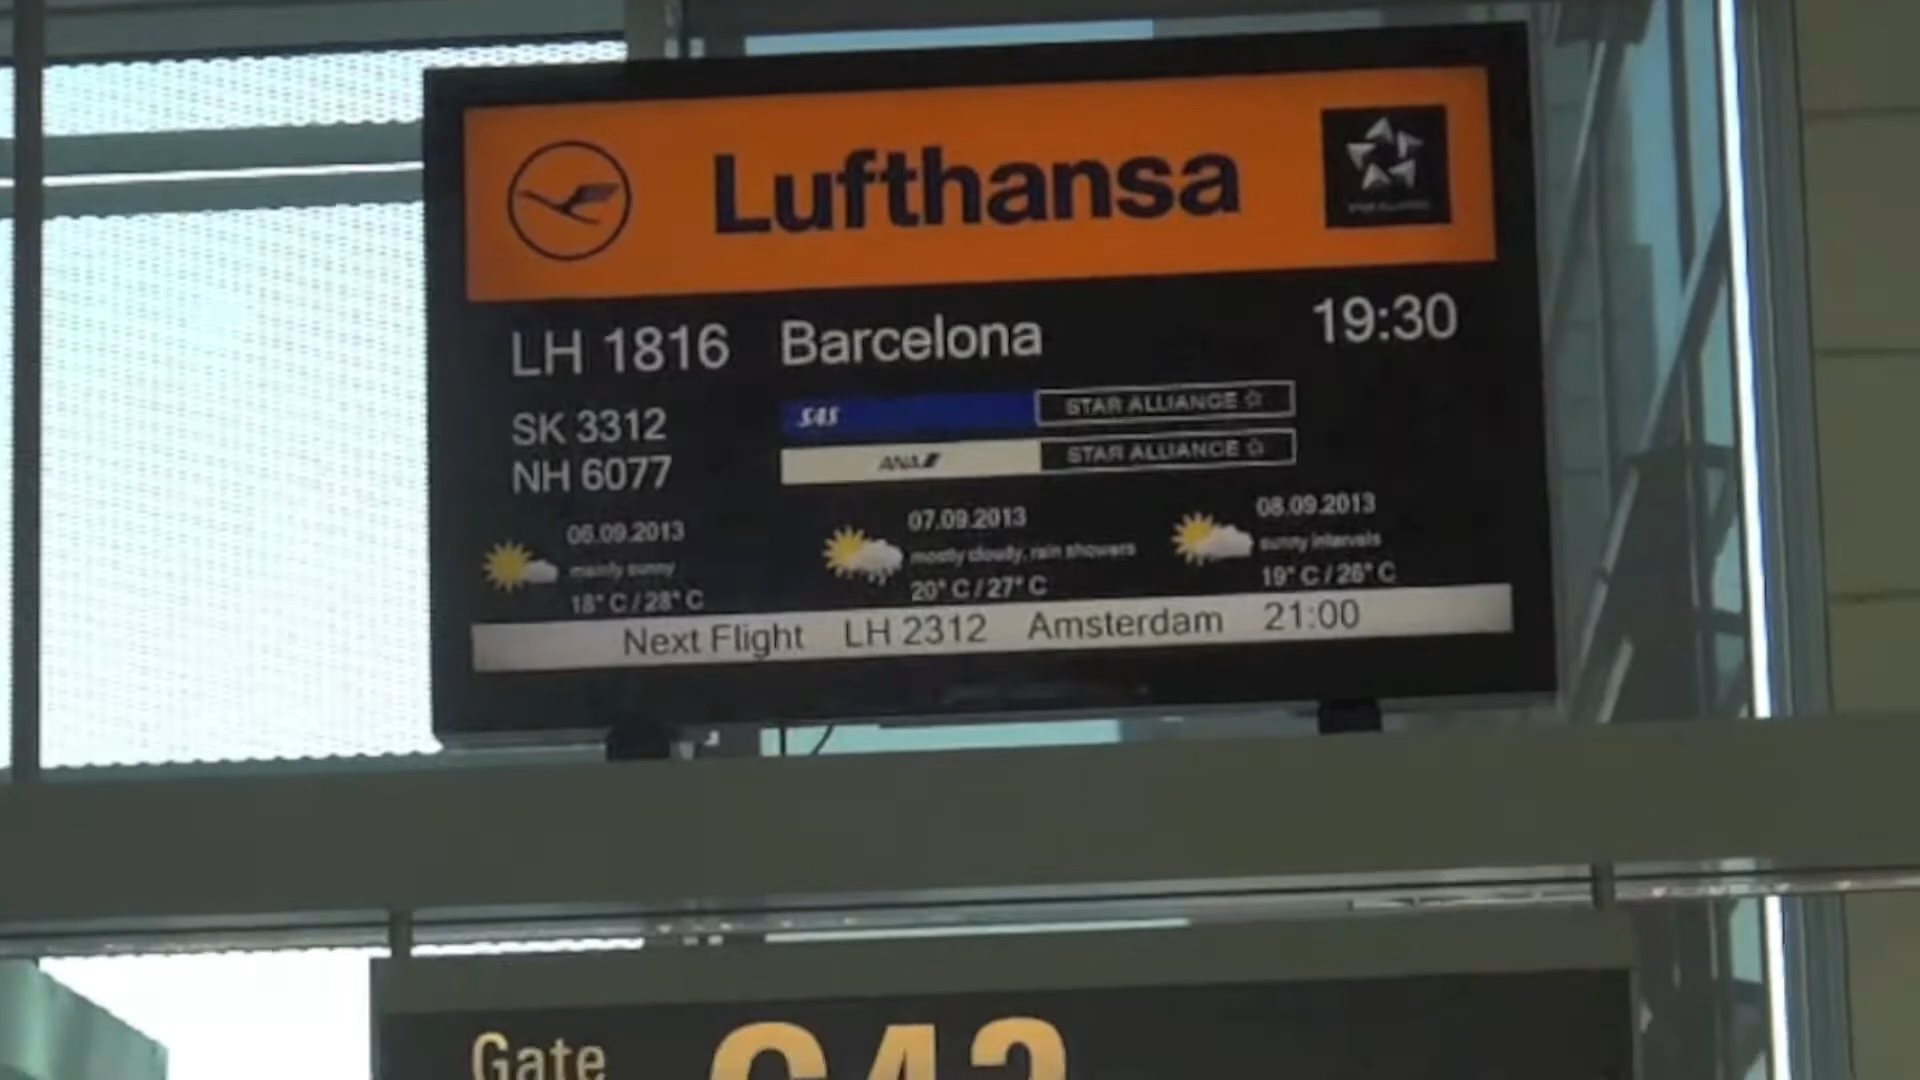 Lufthansa
LH 1816 Barcelona 19:30
SK 3312 SAS STAR ALLIANCE
NH 6077 ANA STAR ALLIANCE
06.09.2013 07.09.2013 08.09.2013
mainly sunny mostly cloudy, rain showers sunny intervals
18° C / 28° C 20° C / 27° C 19° C / 26° C
Next Flight LH 2312 Amsterdam 21:00
Gate